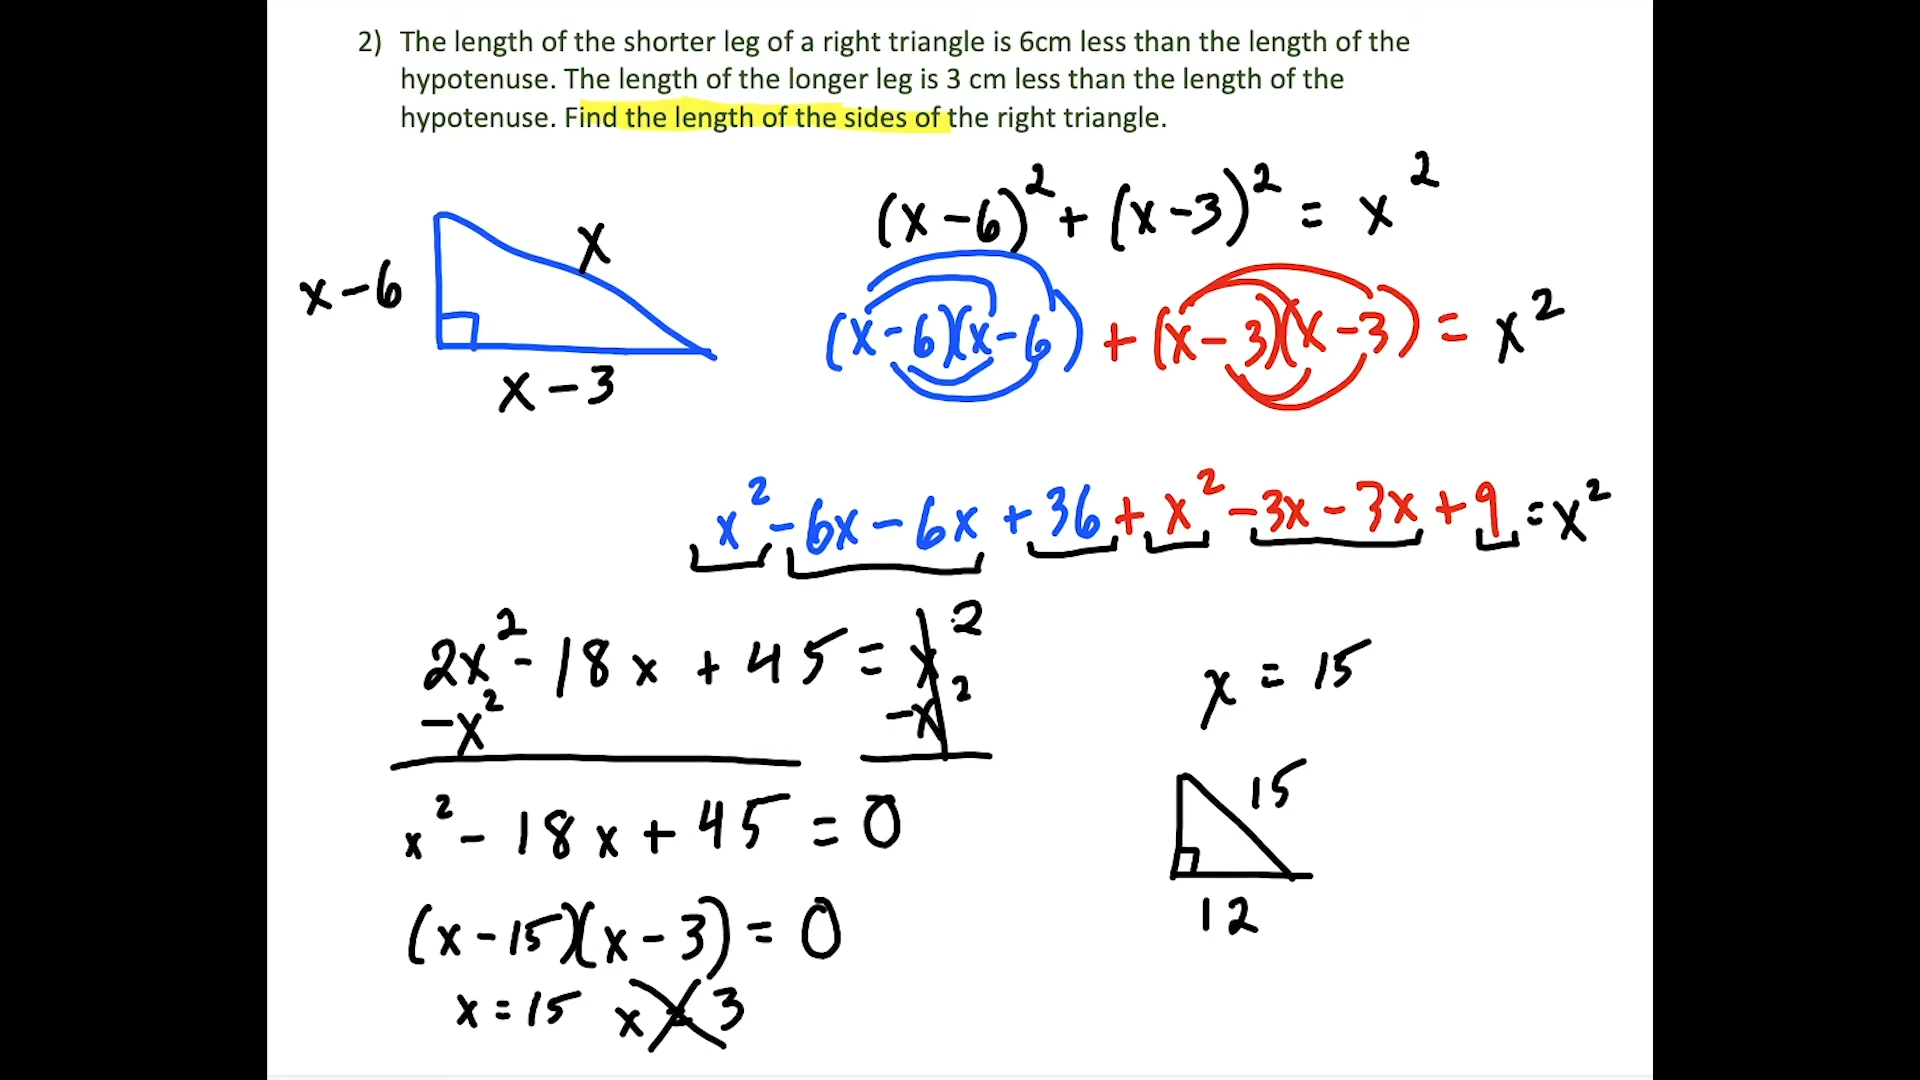 2) The length of the shorter leg of a right triangle is 6cm less than the length of the
hypotenuse. The length of the longer leg is 3 cm less than the length of the
hypotenuse. Find the length of the sides of the right triangle.
(x-6)² + (x-3)² = x²
x
x-6
x-3
(x-6)(x-6) + (x-3)(x-3) = x²
x² - 6x - 6x + 36 + x² - 3x - 3x + 9 = x²
2x² - 18x + 45 = x²
-x² -x²
x = 15
x² - 18x + 45 = 0
15
12
(x-15)(x-3) = 0
x = 15 x = 3